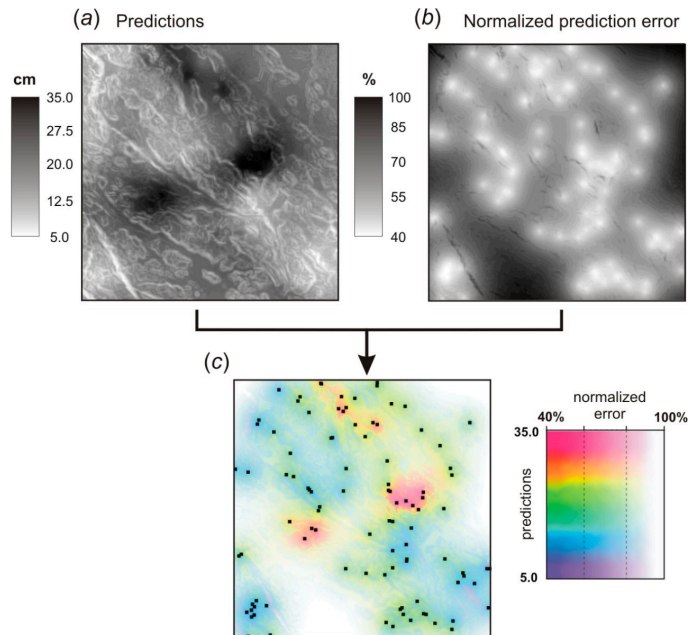 (a) Predictions
(b) Normalized prediction error
cm
35.0
27.5
20.0
12.5
5.0
%
100
85
70
55
40
(c)
normalized
error
40%
100%
35.0
predictions
5.0